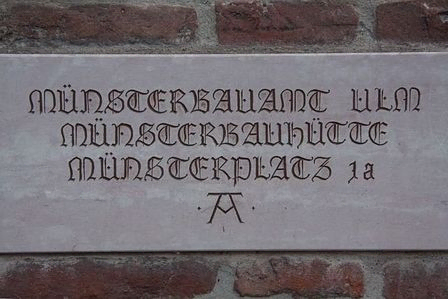 MÜNSTERBAUAMT ULM
MÜNSTERBAUHÜTTE
MÜNSTERPLATZ 1a